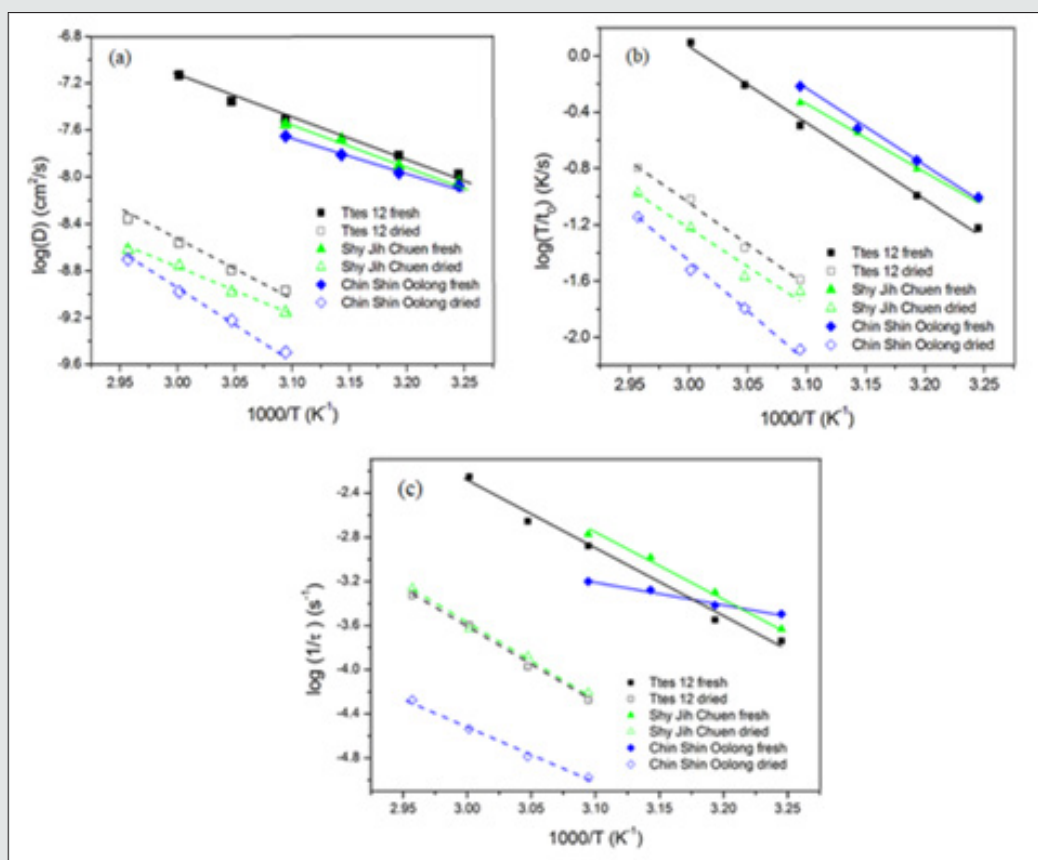 (a)
log(D) (cm²/s)
-6.8
-7.2
-7.6
-8.0
-8.4
-8.8
-9.2
-9.6
Ttes 12 fresh
Ttes 12 dried
Shy Jih Chuen fresh
Shy Jih Chuen dried
Chin Shin Oolong fresh
Chin Shin Oolong dried
2.95 3.00 3.05 3.10 3.15 3.20 3.25
1000/T (K⁻¹)
(b)
log(T/t₀) (K/s)
0.0
-0.4
-0.8
-1.2
-1.6
-2.0
Ttes 12 fresh
Ttes 12 dried
Shy Jih Chuen fresh
Shy Jih Chuen dried
Chin Shin Oolong fresh
Chin Shin Oolong dried
2.95 3.00 3.05 3.10 3.15 3.20 3.25
1000/T (K⁻¹)
(c)
log (1/τ) (s⁻¹)
-2.4
-2.8
-3.2
-3.6
-4.0
-4.4
-4.8
Ttes 12 fresh
Ttes 12 dried
Shy Jih Chuen fresh
Shy Jih Chuen dried
Chin Shin Oolong fresh
Chin Shin Oolong dried
2.95 3.00 3.05 3.10 3.15 3.20 3.25
1000/T (K⁻¹)